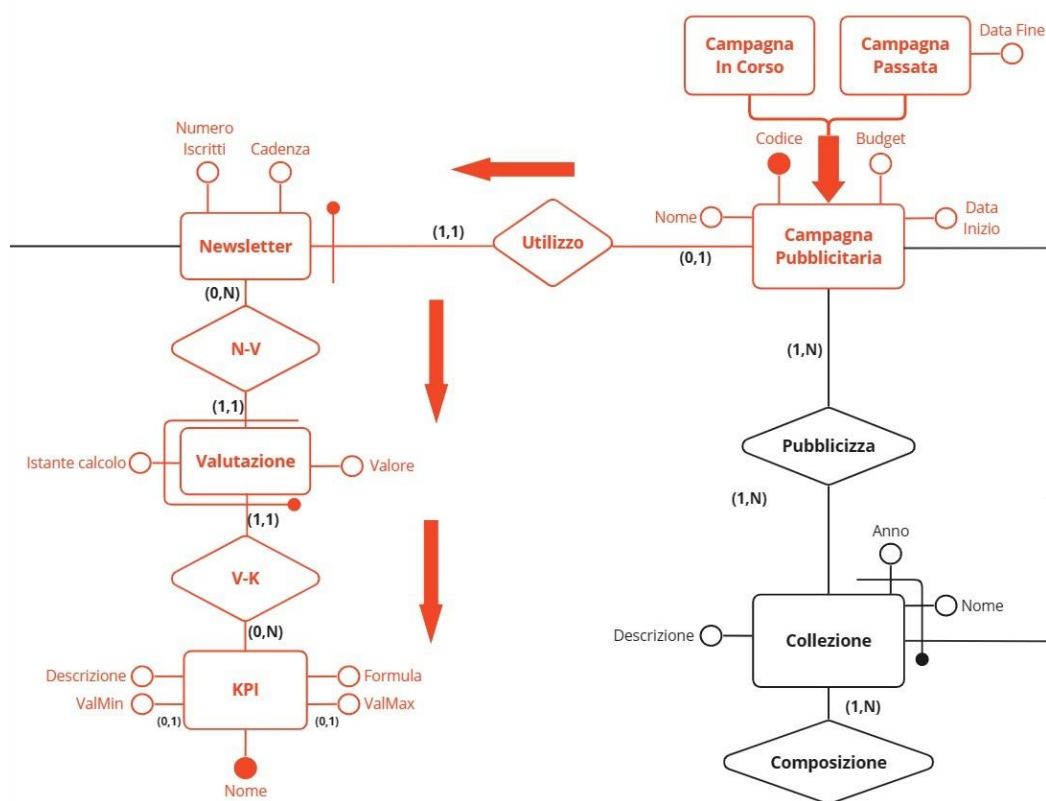 Campagna
In Corso
Campagna
Passata
Data Fine
Numero
Iscritti
Cadenza
Codice
Budget
Nome
Data
Inizio
Newsletter
(1,1)
Utilizzo
(0,1)
Campagna
Pubblicitaria
(0,N)
N-V
(1,N)
(1,1)
Pubblicizza
Istante calcolo
Valutazione
Valore
(1,N)
(1,1)
Anno
V-K
Nome
(0,N)
Descrizione
Collezione
Descrizione
KPI
Formula
ValMin
ValMax
(0,1)
(0,1)
(1,N)
Composizione
Nome